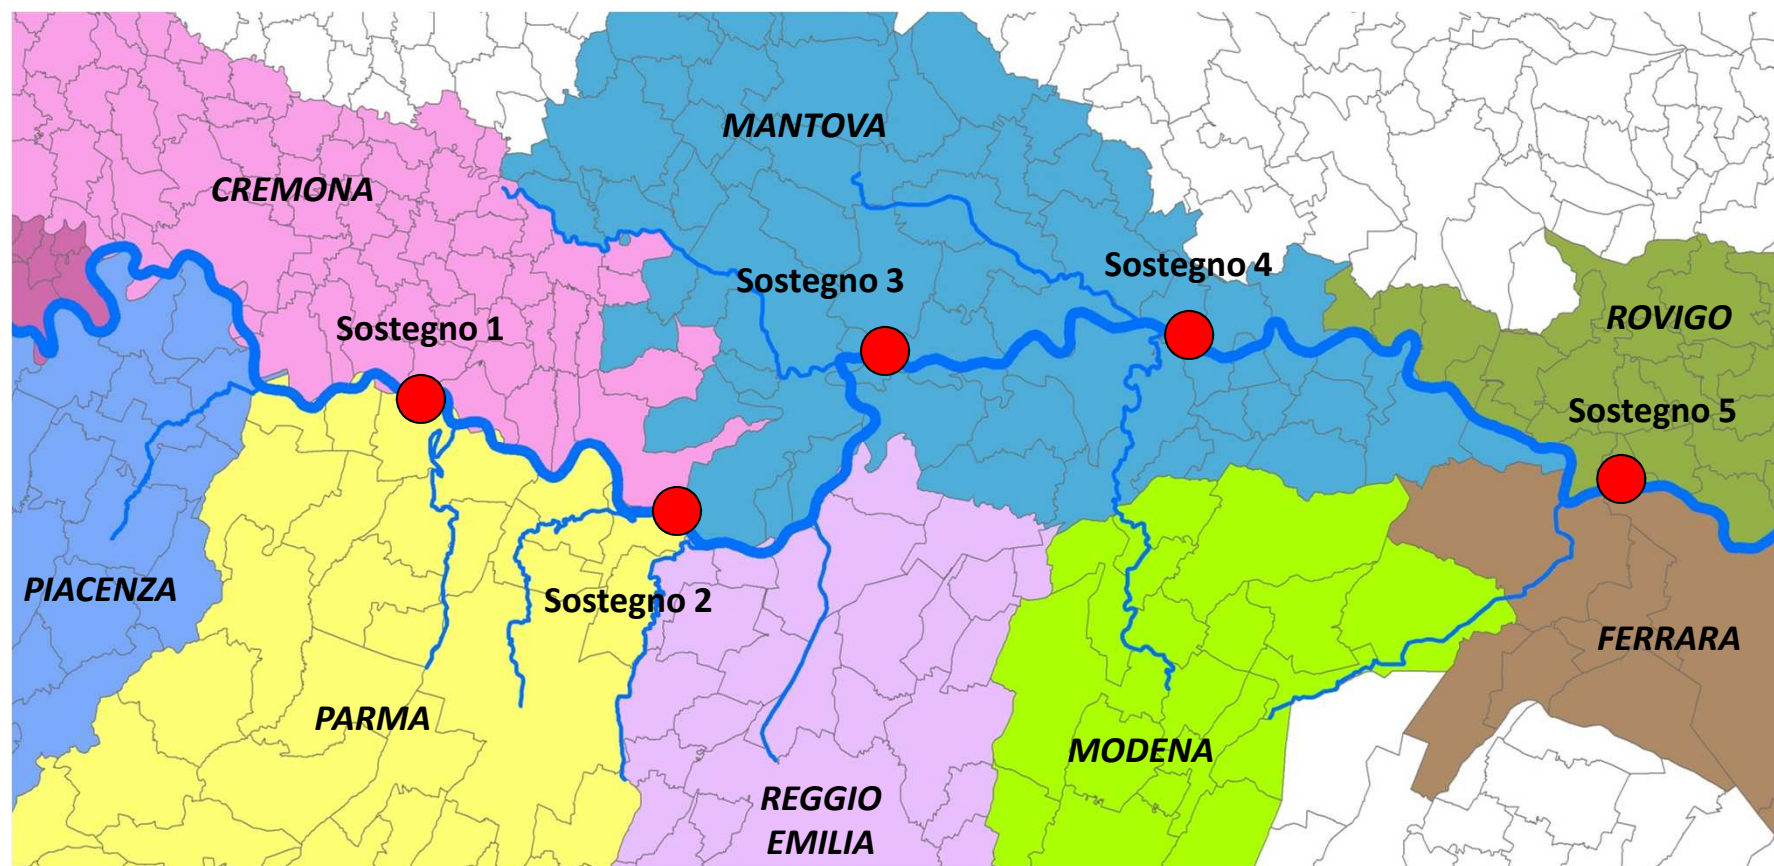 MANTOVA
CREMONA
Sostegno 4
Sostegno 3
ROVIGO
Sostegno 1
Sostegno 5
PIACENZA
Sostegno 2
FERRARA
PARMA
MODENA
REGGIO
EMILIA